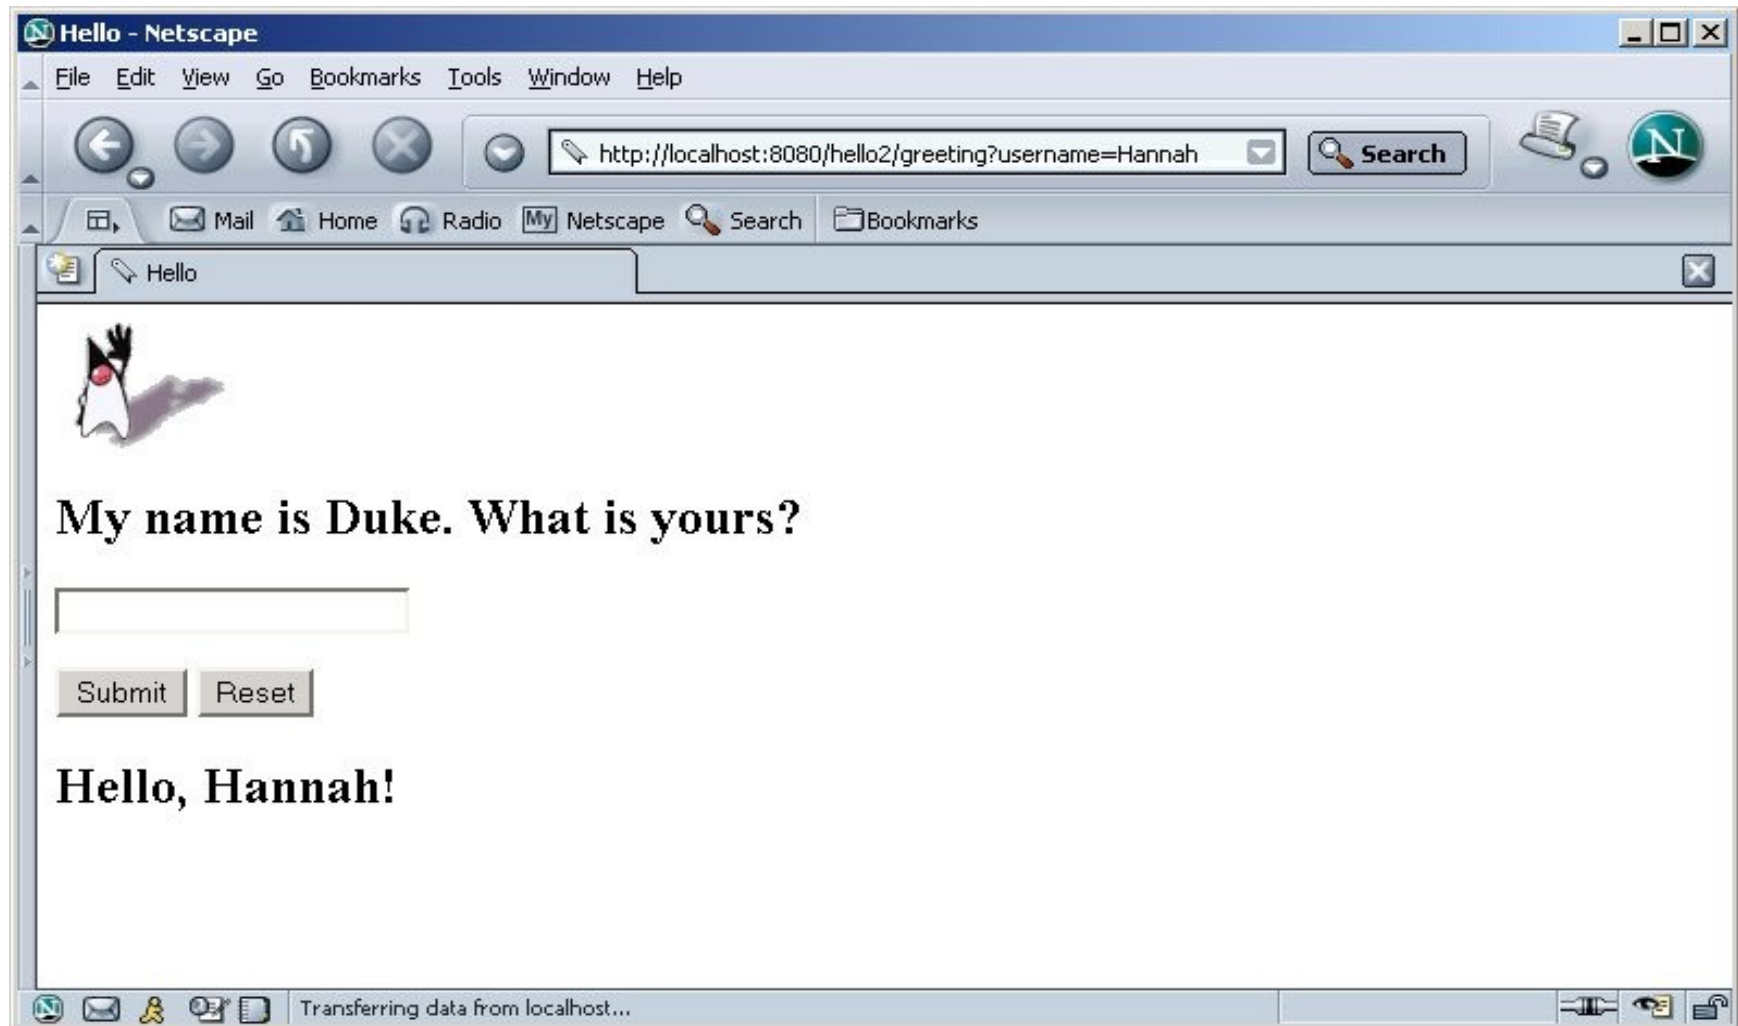 Hello - Netscape
File Edit View Go Bookmarks Tools Window Help
http://localhost:8080/hello2/greeting?username=Hannah Search N
Mail Home Radio My Netscape Search Bookmarks
Hello
My name is Duke. What is yours?
Submit Reset
Hello, Hannah!
Transferring data from localhost...